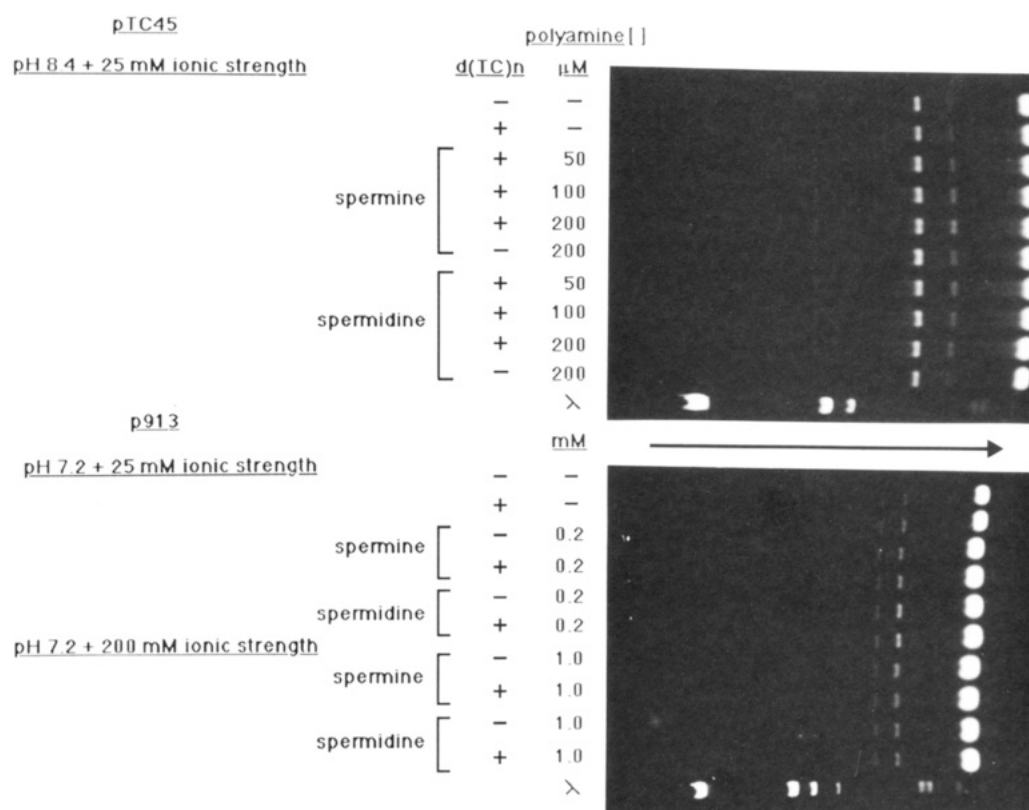 pTC45
polyamine[ ]
pH 8.4 + 25 mM ionic strength d(TC)n μM
− −
+ −
+ 50
spermine + 100
+ 200
− 200
+ 50
spermidine + 100
+ 200
− 200
λ
p913
mM
pH 7.2 + 25 mM ionic strength
− −
+ −
spermine − 0.2
+ 0.2
spermidine − 0.2
+ 0.2
pH 7.2 + 200 mM ionic strength
spermine − 1.0
+ 1.0
spermidine − 1.0
+ 1.0
λ